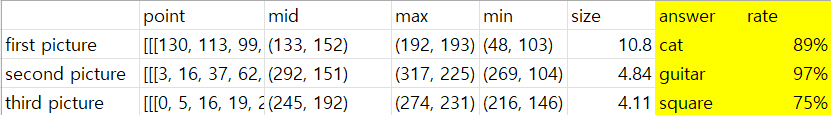 point mid max min size answer rate
first picture [[[130, 113, 99, (133, 152) (192, 193) (48, 103) 10.8 cat 89%
second picture [[[3, 16, 37, 62, (292, 151) (317, 225) (269, 104) 4.84 guitar 97%
third picture [[[0, 5, 16, 19, 2 (245, 192) (274, 231) (216, 146) 4.11 square 75%